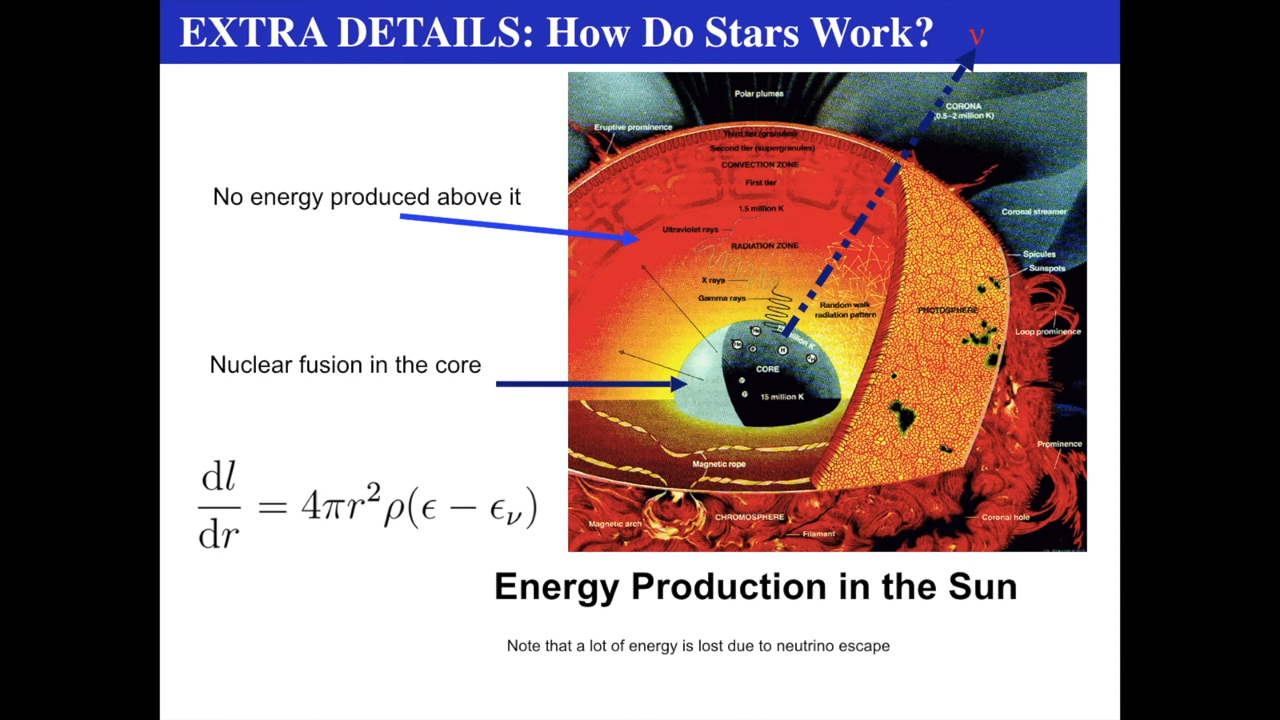 EXTRA DETAILS: How Do Stars Work? ν
Polar plumes
CORONA
(0.5–2 million K)
Eruptive prominence
Third tier (granules)
Second tier (supergranules)
CONVECTION ZONE
First tier
No energy produced above it
1.5 million K
Coronal streamer
Ultraviolet rays
RADIATION ZONE
Spicules
Sunspots
X rays
Gamma rays
Random walk
radiation pattern
PHOTOSPHERE
Loop prominence
million K
H
Nuclear fusion in the core
CORE
15 million K
Prominence
Magnetic rope
dl/dr = 4πr²ρ(ϵ − ϵν)
Magnetic arch
CHROMOSPHERE
Coronal hole
Filament
Energy Production in the Sun
Note that a lot of energy is lost due to neutrino escape